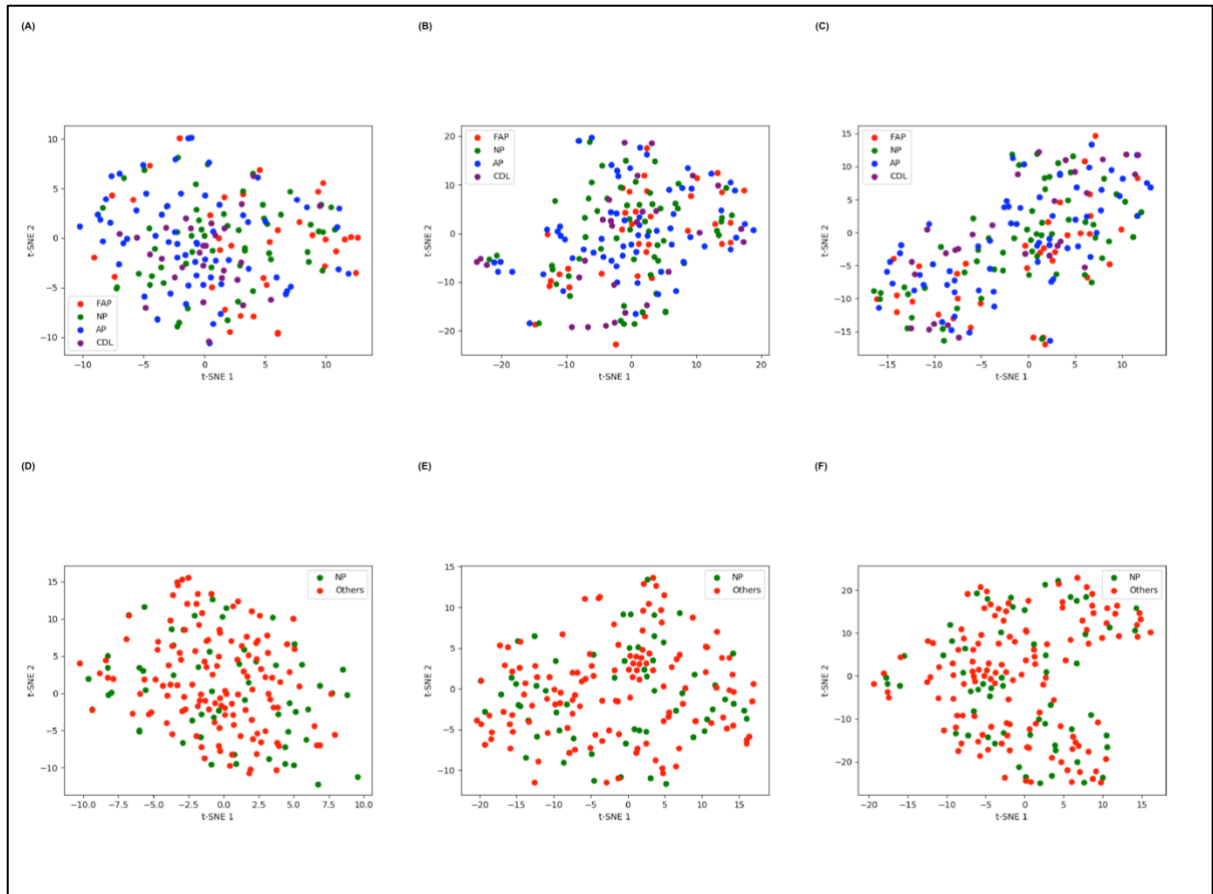 (A)
(B)
(C)
t-SNE 2
10
5
0
−5
−10
FAP
NP
AP
CDL
−10
−5
0
5
10
t-SNE 1
t-SNE 2
20
10
0
−10
−20
FAP
NP
AP
CDL
−20
−10
0
10
20
t-SNE 1
t-SNE 2
15
10
5
0
−5
−10
−15
FAP
NP
AP
CDL
−15
−10
−5
0
5
10
t-SNE 1
(D)
(E)
(F)
t-SNE 2
15
10
5
0
−5
−10
NP
Others
−10.0
−7.5
−5.0
−2.5
0.0
2.5
5.0
7.5
10.0
t-SNE 1
t-SNE 2
15
10
5
0
−5
−10
NP
Others
−20
−15
−10
−5
0
5
10
15
t-SNE 1
t-SNE 2
20
10
0
−10
−20
NP
Others
−20
−15
−10
−5
0
5
10
15
t-SNE 1